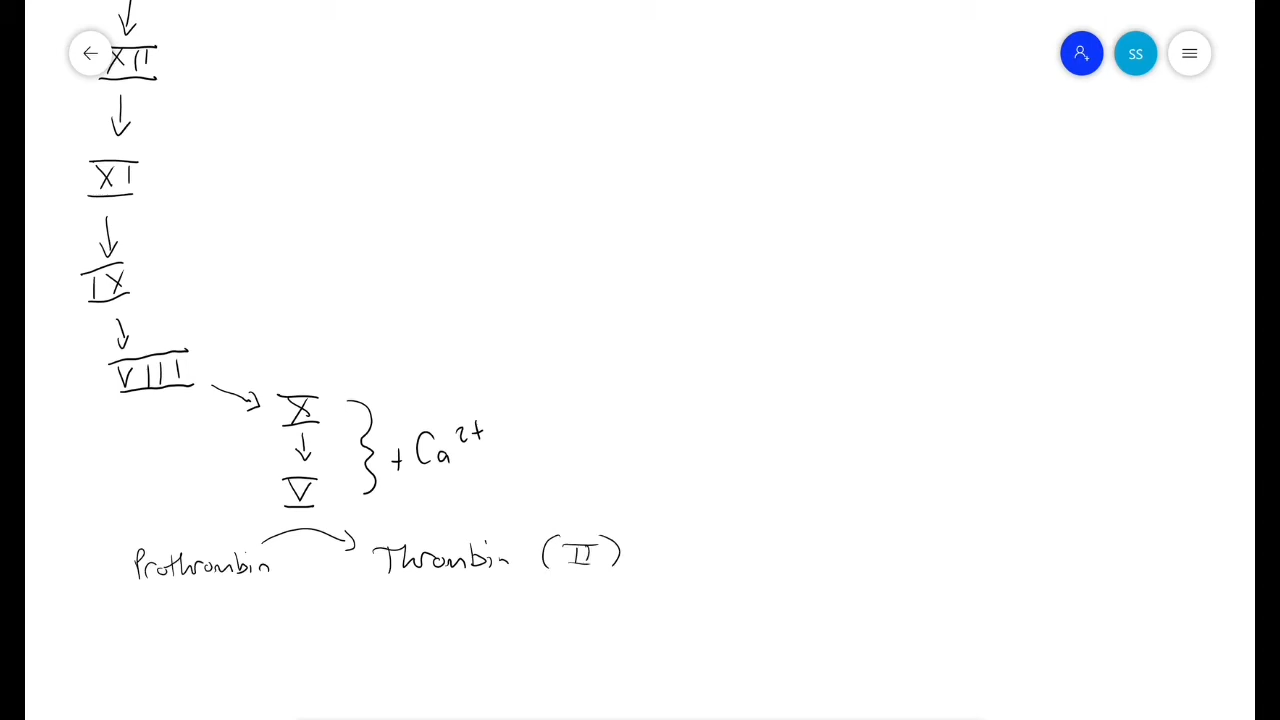 XII
SS
XI
IX
VIII
X
+ Ca²⁺
V
Prothrombin Thrombin (II)